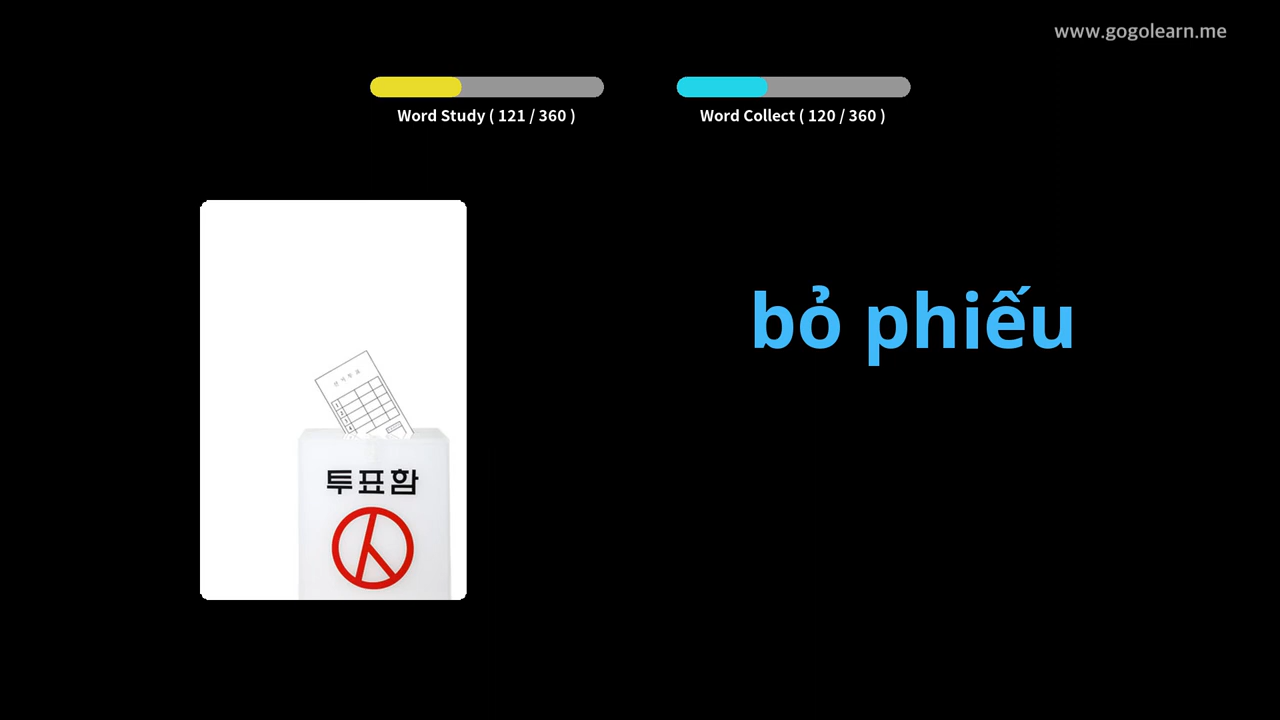 www.gogolearn.me
Word Study ( 121 / 360 )
Word Collect ( 120 / 360 )
bỏ phiếu
투표함